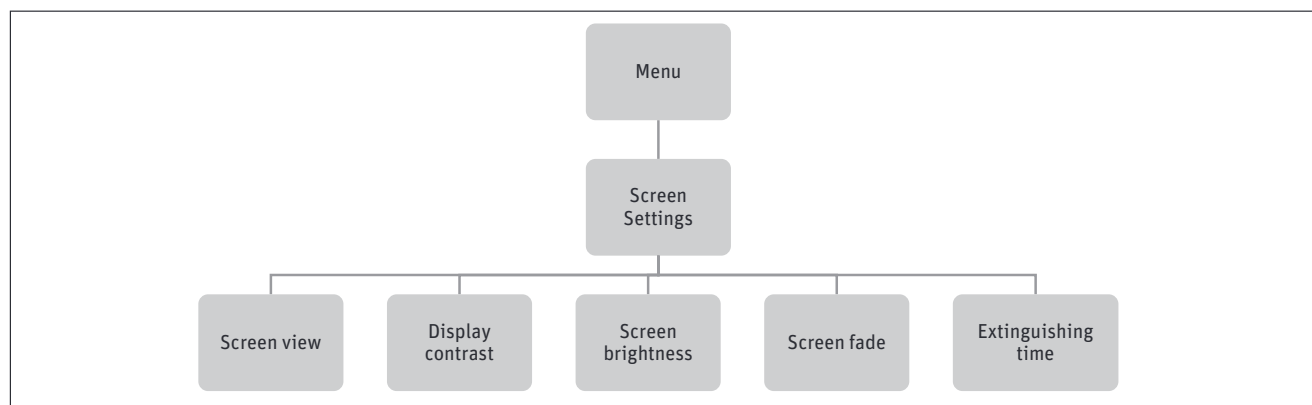 Menu
Screen
Settings
Screen view
Display
contrast
Screen
brightness
Screen fade
Extinguishing
time